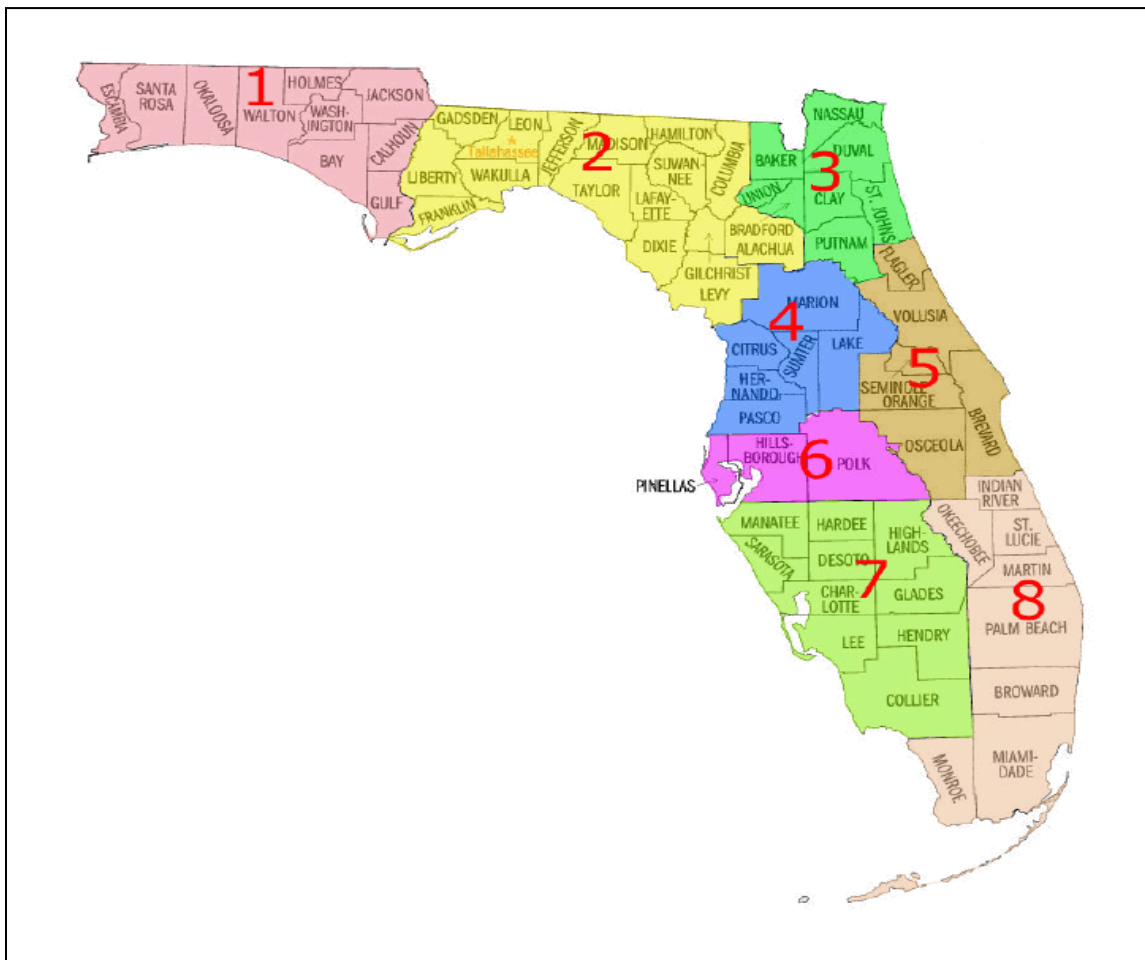 1
ESCAMBIA
SANTA
ROSA
OKALOOSA
WALTON
HOLMES
WASH-
INGTON
JACKSON
BAY
CALHOUN
GULF
2
GADSDEN
LEON
Tallahassee
JEFFERSON
MADISON
HAMILTON
SUWAN-
NEE
COLUMBIA
LIBERTY
WAKULLA
FRANKLIN
TAYLOR
LAFAY-
ETTE
DIXIE
GILCHRIST
LEVY
ALACHUA
3
NASSAU
DUVAL
BAKER
UNION
BRADFORD
CLAY
ST. JOHNS
PUTNAM
4
MARION
CITRUS
SUMTER
LAKE
HER-
NANDO
PASCO
5
FLAGLER
VOLUSIA
SEMINOLE
ORANGE
OSCEOLA
BREVARD
6
HILLS-
BOROUGH
POLK
PINELLAS
7
MANATEE
HARDEE
HIGH-
LANDS
SARASOTA
DESOTO
CHAR-
LOTTE
GLADES
LEE
HENDRY
COLLIER
8
INDIAN
RIVER
OKEECHOBEE
ST.
LUCIE
MARTIN
PALM BEACH
BROWARD
MIAMI-
DADE
MONROE